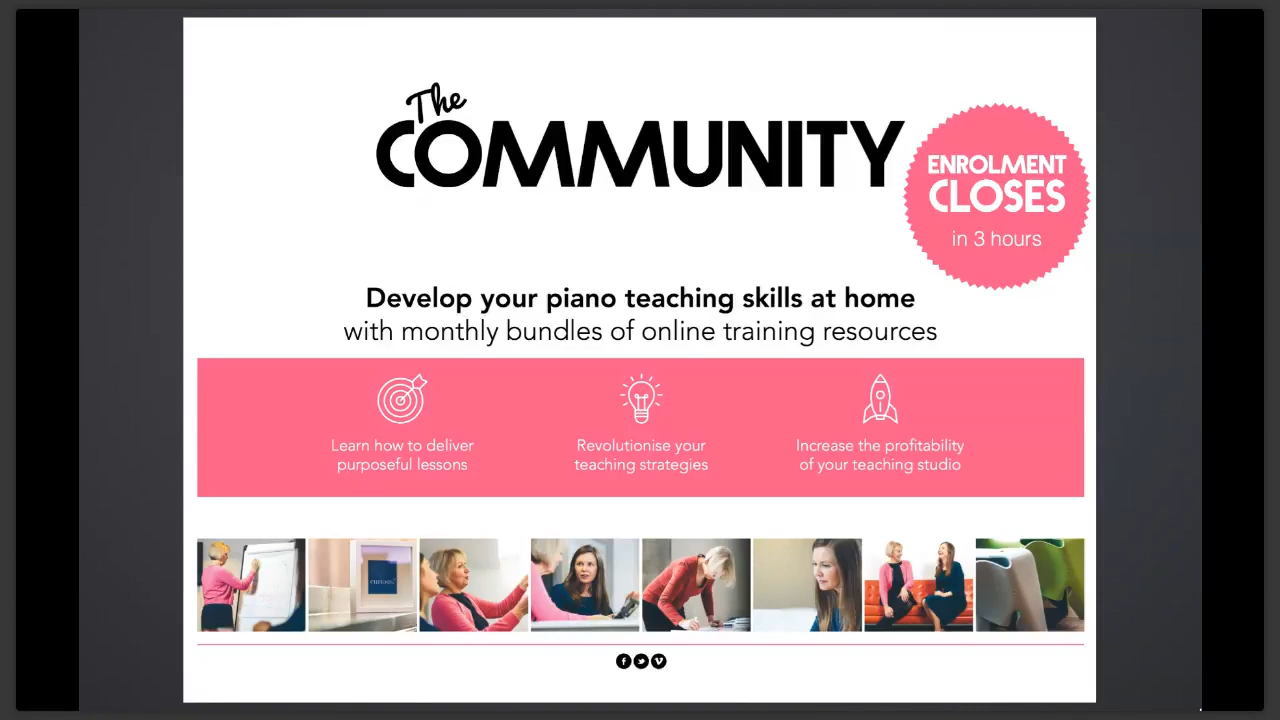 The
COMMUNITY
ENROLMENT
CLOSES
in 3 hours
Develop your piano teaching skills at home
with monthly bundles of online training resources
Learn how to deliver
purposeful lessons
Revolutionise your
teaching strategies
Increase the profitability
of your teaching studio
curious.